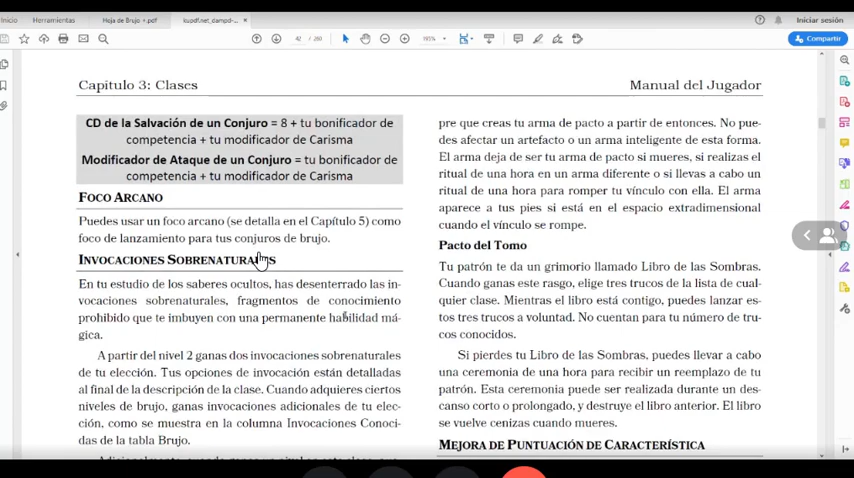 Inicio
Herramientas
Hoja de Brujo +.pdf
kupdf.net_dampd-...
Iniciar sesión
42 / 260
195%
Compartir
Capítulo 3: Clases
Manual del Jugador
CD de la Salvación de un Conjuro = 8 + tu bonificador de
competencia + tu modificador de Carisma
Modificador de Ataque de un Conjuro = tu bonificador de
competencia + tu modificador de Carisma
FOCO ARCANO
Puedes usar un foco arcano (se detalla en el Capítulo 5) como
foco de lanzamiento para tus conjuros de brujo.
INVOCACIONES SOBRENATURALES
En tu estudio de los saberes ocultos, has desenterrado las in-
vocaciones sobrenaturales, fragmentos de conocimiento
prohibido que te imbuyen con una permanente habilidad má-
gica.
A partir del nivel 2 ganas dos invocaciones sobrenaturales
de tu elección. Tus opciones de invocación están detalladas
al final de la descripción de la clase. Cuando adquieres ciertos
niveles de brujo, ganas invocaciones adicionales de tu elec-
ción, como se muestra en la columna Invocaciones Conoci-
das de la tabla Brujo.
pre que creas tu arma de pacto a partir de entonces. No pue-
des afectar un artefacto o un arma inteligente de esta forma.
El arma deja de ser tu arma de pacto si mueres, si realizas el
ritual de una hora en un arma diferente o si llevas a cabo un
ritual de una hora para romper tu vínculo con ella. El arma
aparece a tus pies si está en el espacio extradimensional
cuando el vínculo se rompe.
Pacto del Tomo
Tu patrón te da un grimorio llamado Libro de las Sombras.
Cuando ganas este rasgo, elige tres trucos de la lista de cual-
quier clase. Mientras el libro está contigo, puedes lanzar es-
tos tres trucos a voluntad. No cuentan para tu número de tru-
cos conocidos.
Si pierdes tu Libro de las Sombras, puedes llevar a cabo
una ceremonia de una hora para recibir un reemplazo de tu
patrón. Esta ceremonia puede ser realizada durante un des-
canso corto o prolongado, y destruye el libro anterior. El libro
se vuelve cenizas cuando mueres.
MEJORA DE PUNTUACIÓN DE CARACTERÍSTICA